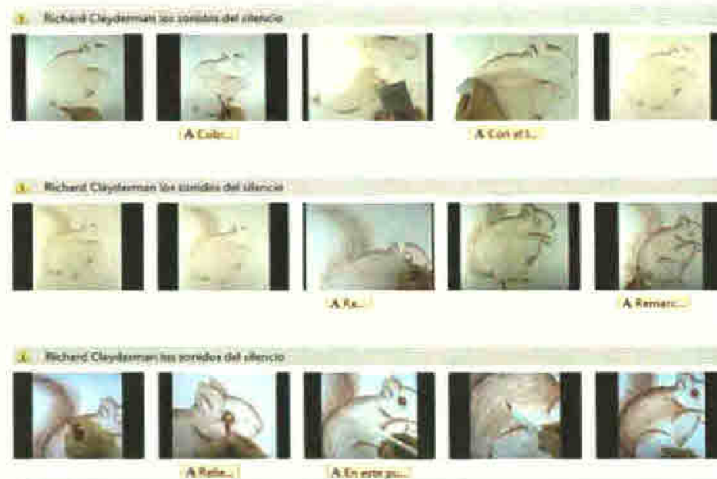 Richard Clayderman los sonidos del silencio
A Cubr...
A Con el l...
Richard Clayderman los sonidos del silencio
A Re...
A Remarc...
Richard Clayderman los sonidos del silencio
A Relle...
A En este pu...